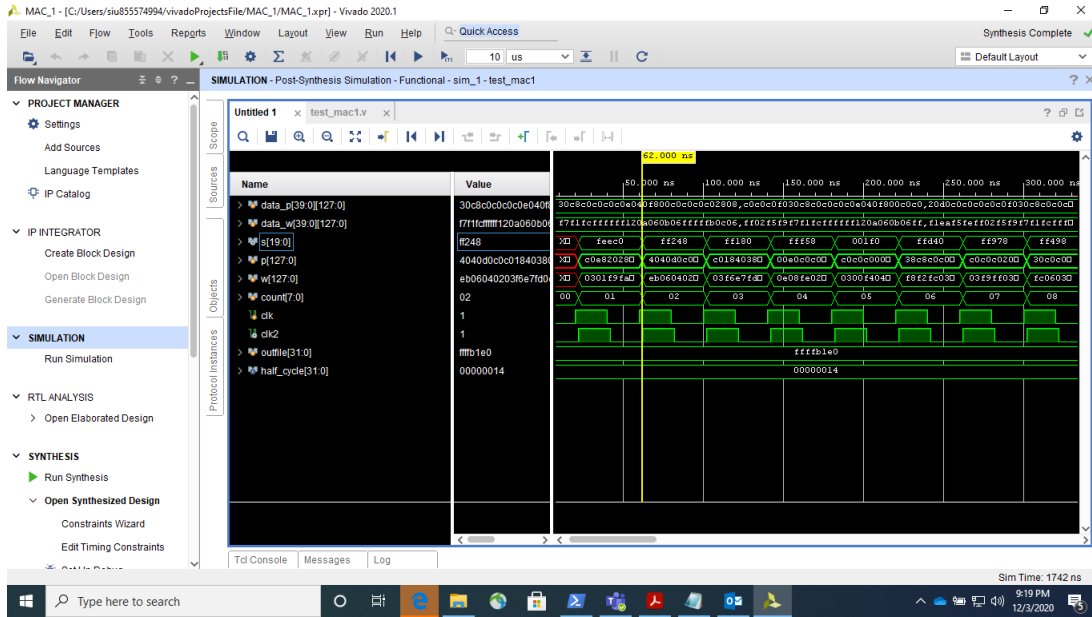 MAC_1 - [C:/Users/siu855574994/vivadoProjectsFile/MAC_1/MAC_1.xpr] - Vivado 2020.1
File Edit Flow Tools Reports Window Layout View Run Help Quick Access Synthesis Complete
10 us Default Layout
Flow Navigator
SIMULATION - Post-Synthesis Simulation - Functional - sim_1 - test_mac1
PROJECT MANAGER
Settings
Add Sources
Language Templates
IP Catalog
IP INTEGRATOR
Create Block Design
Open Block Design
Generate Block Design
SIMULATION
Run Simulation
RTL ANALYSIS
Open Elaborated Design
SYNTHESIS
Run Synthesis
Open Synthesized Design
Constraints Wizard
Edit Timing Constraints
Scope
Sources
Objects
Protocol Instances
Untitled 1 test_mac1.v
62.000 ns
50.000 ns 100.000 ns 150.000 ns 200.000 ns 250.000 ns 300.000 ns
Name Value
data_p[39:0][127:0]
data_w[39:0][127:0]
s[19:0] ff248 feec0 ff248 ff180 fff58 001f0 ffd40 ff978 ff498
p[127:0] 4040d0c0c0184038
w[127:0] eb06040203f6e7fd0
count[7:0] 02 00 01 02 03 04 05 06 07 08
clk 1
clk2 1
outfile[31:0] ffffb1e0 ffffb1e0
half_cycle[31:0] 00000014 00000014
Tcl Console Messages Log
Sim Time: 1742 ns
Type here to search
9:19 PM
12/3/2020